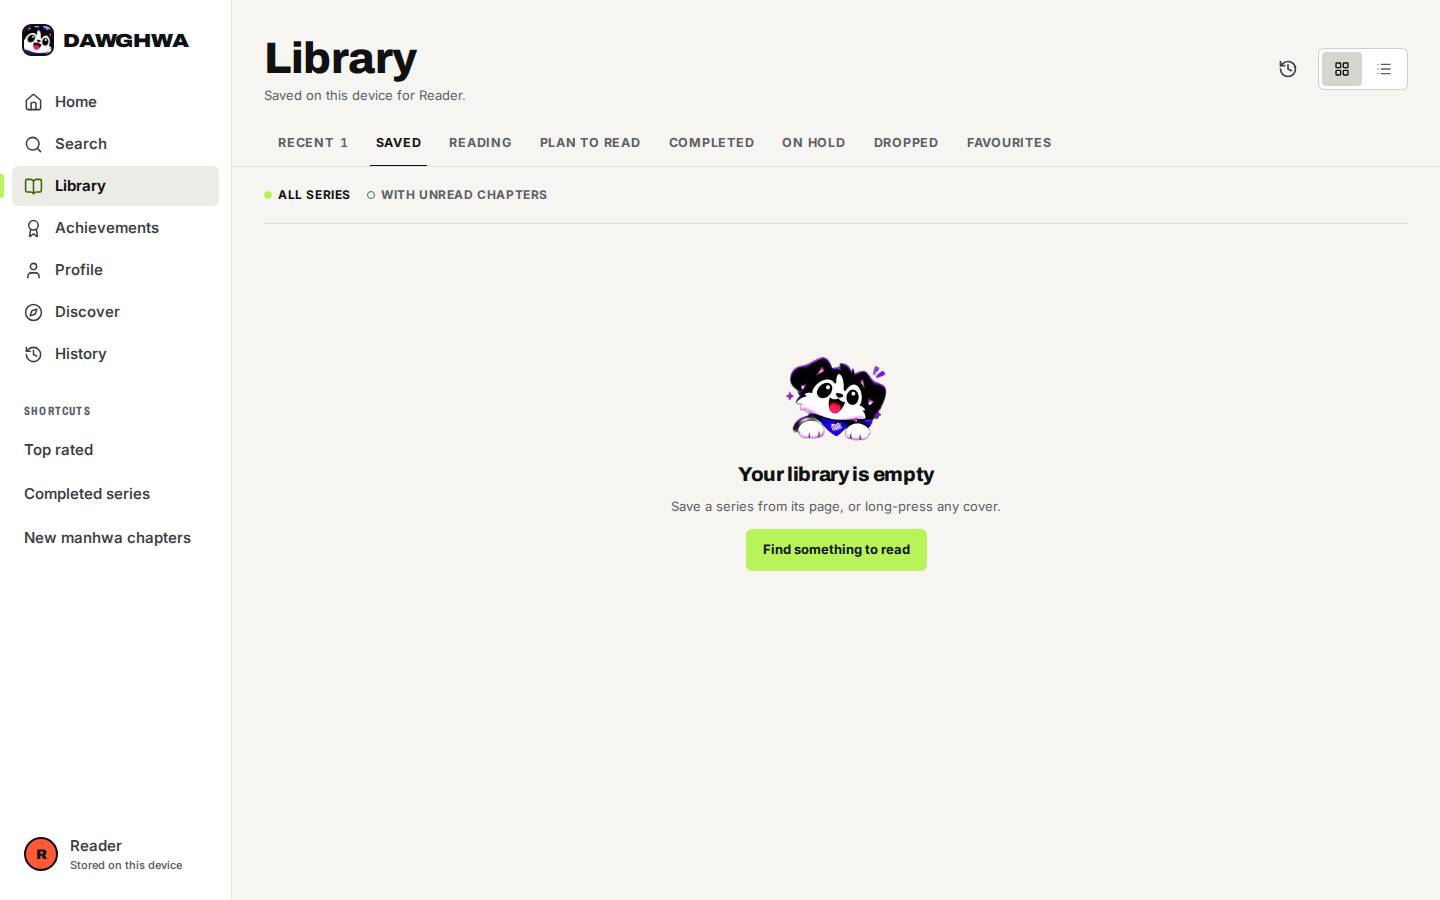 DAWGHWA
Home
Search
Library
Achievements
Profile
Discover
History
SHORTCUTS
Top rated
Completed series
New manhwa chapters
R
Reader
Stored on this device
Library
Saved on this device for Reader.
RECENT 1 SAVED READING PLAN TO READ COMPLETED ON HOLD DROPPED FAVOURITES
ALL SERIES WITH UNREAD CHAPTERS
Your library is empty
Save a series from its page, or long-press any cover.
Find something to read